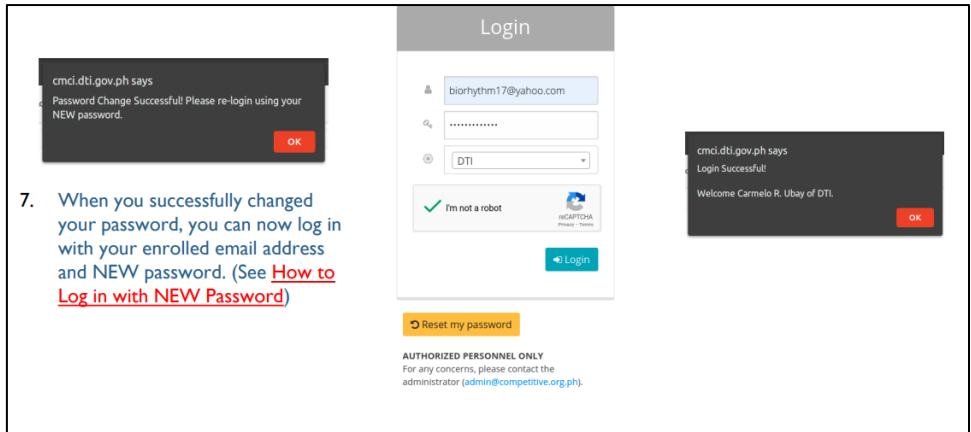 cmci.dti.gov.ph says
Password Change Successful! Please re-login using your
NEW password.
OK
7. When you successfully changed
your password, you can now log in
with your enrolled email address
and NEW password. (See How to
Log in with NEW Password)
Login
biorhythm17@yahoo.com
•••••••••••••
DTI
I'm not a robot
reCAPTCHA
Privacy - Terms
Login
Reset my password
AUTHORIZED PERSONNEL ONLY
For any concerns, please contact the
administrator (admin@competitive.org.ph).
cmci.dti.gov.ph says
Login Successful!
Welcome Carmelo R. Ubay of DTI.
OK